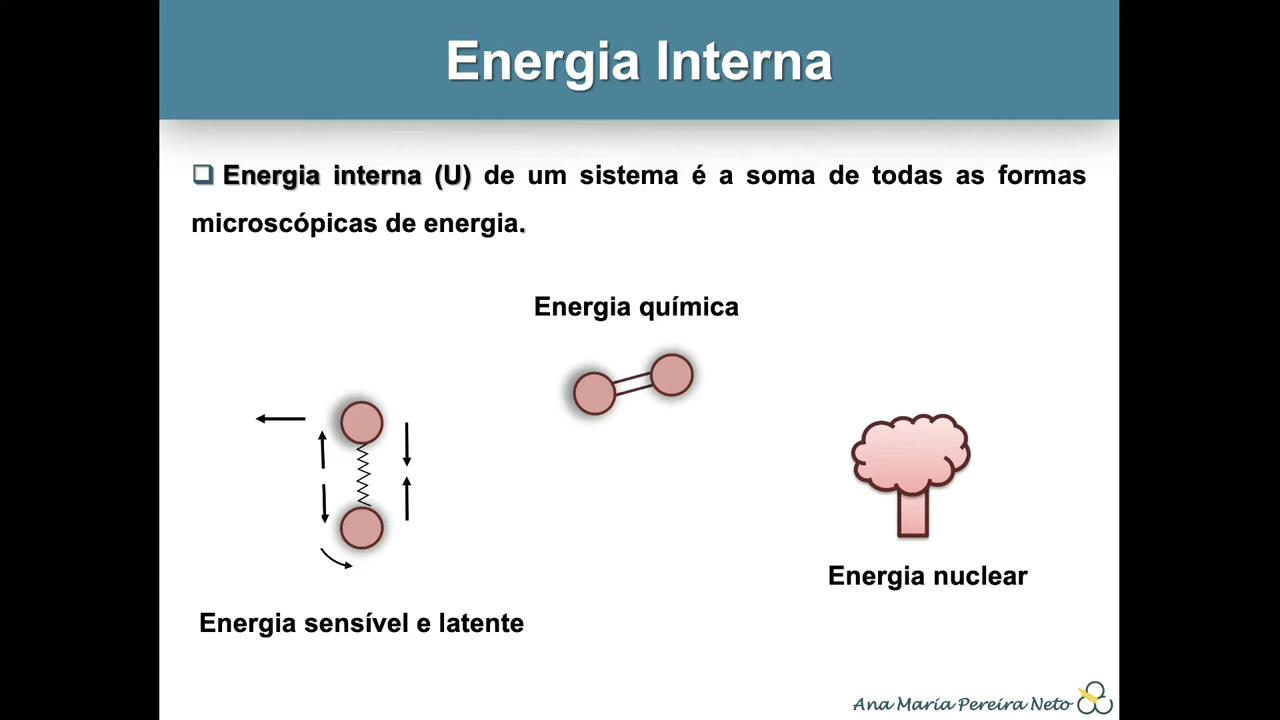 Energia Interna
Energia interna (U) de um sistema é a soma de todas as formas
microscópicas de energia.
Energia química
Energia nuclear
Energia sensível e latente
Ana Maria Pereira Neto